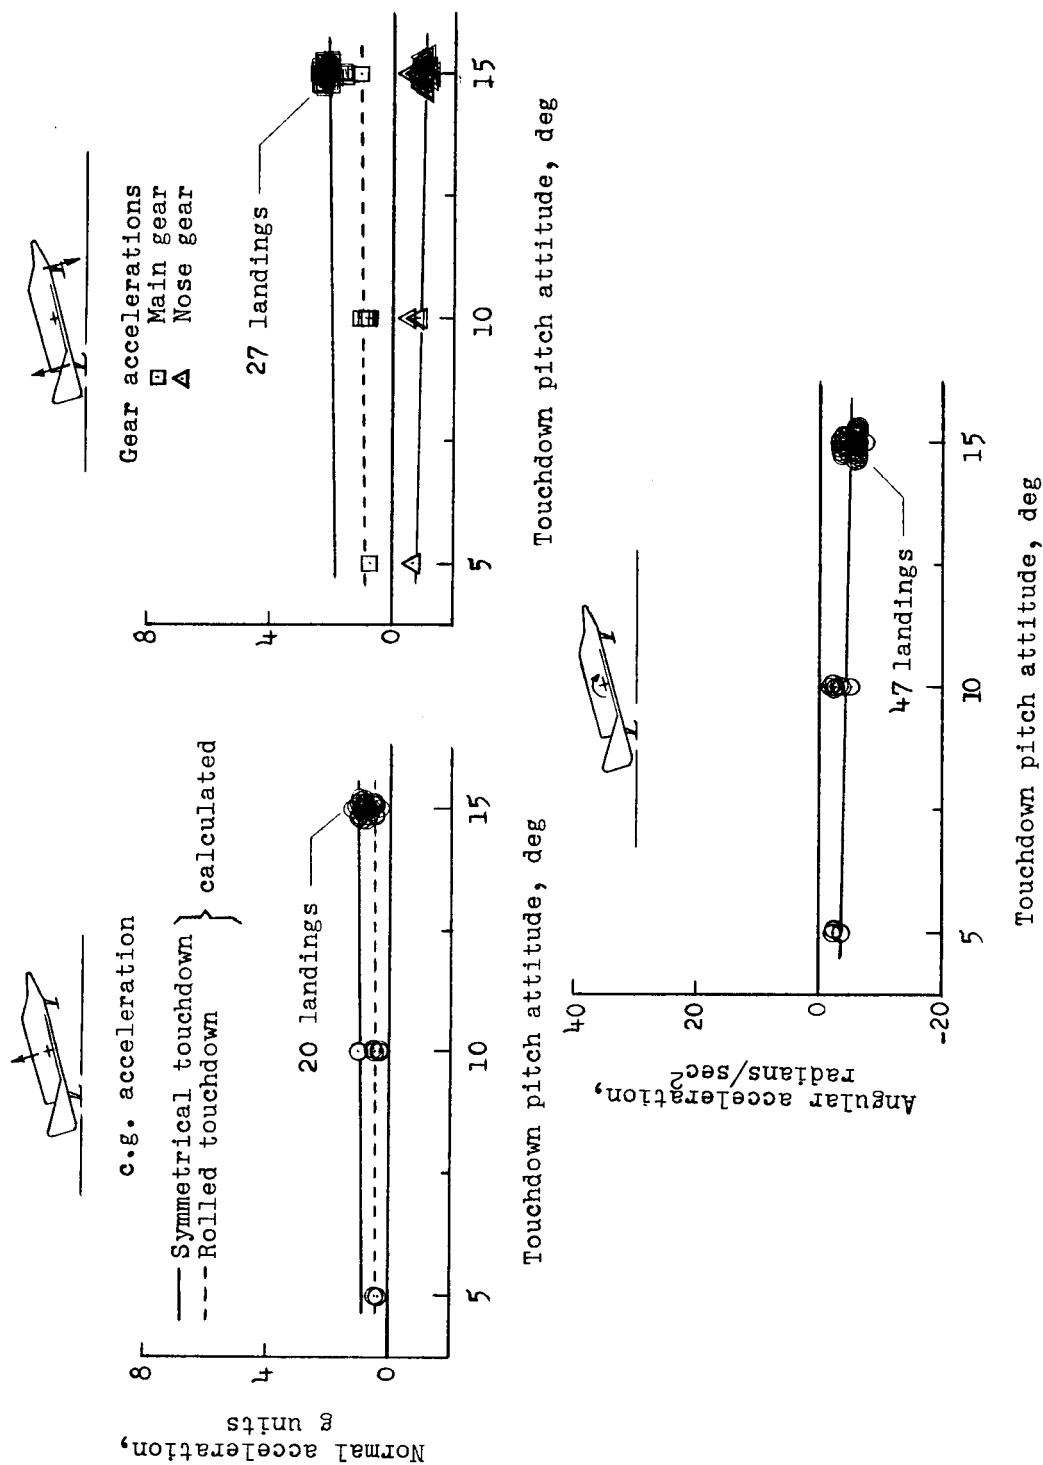 c.g. acceleration
Symmetrical touchdown
Rolled touchdown
calculated
20 landings
Normal acceleration,
g units
8
4
0
5
10
15
Touchdown pitch attitude, deg
Gear accelerations
Main gear
Nose gear
27 landings
8
4
0
5
10
15
Touchdown pitch attitude, deg
Angular acceleration,
radians/sec²
40
20
0
-20
47 landings
5
10
15
Touchdown pitch attitude, deg